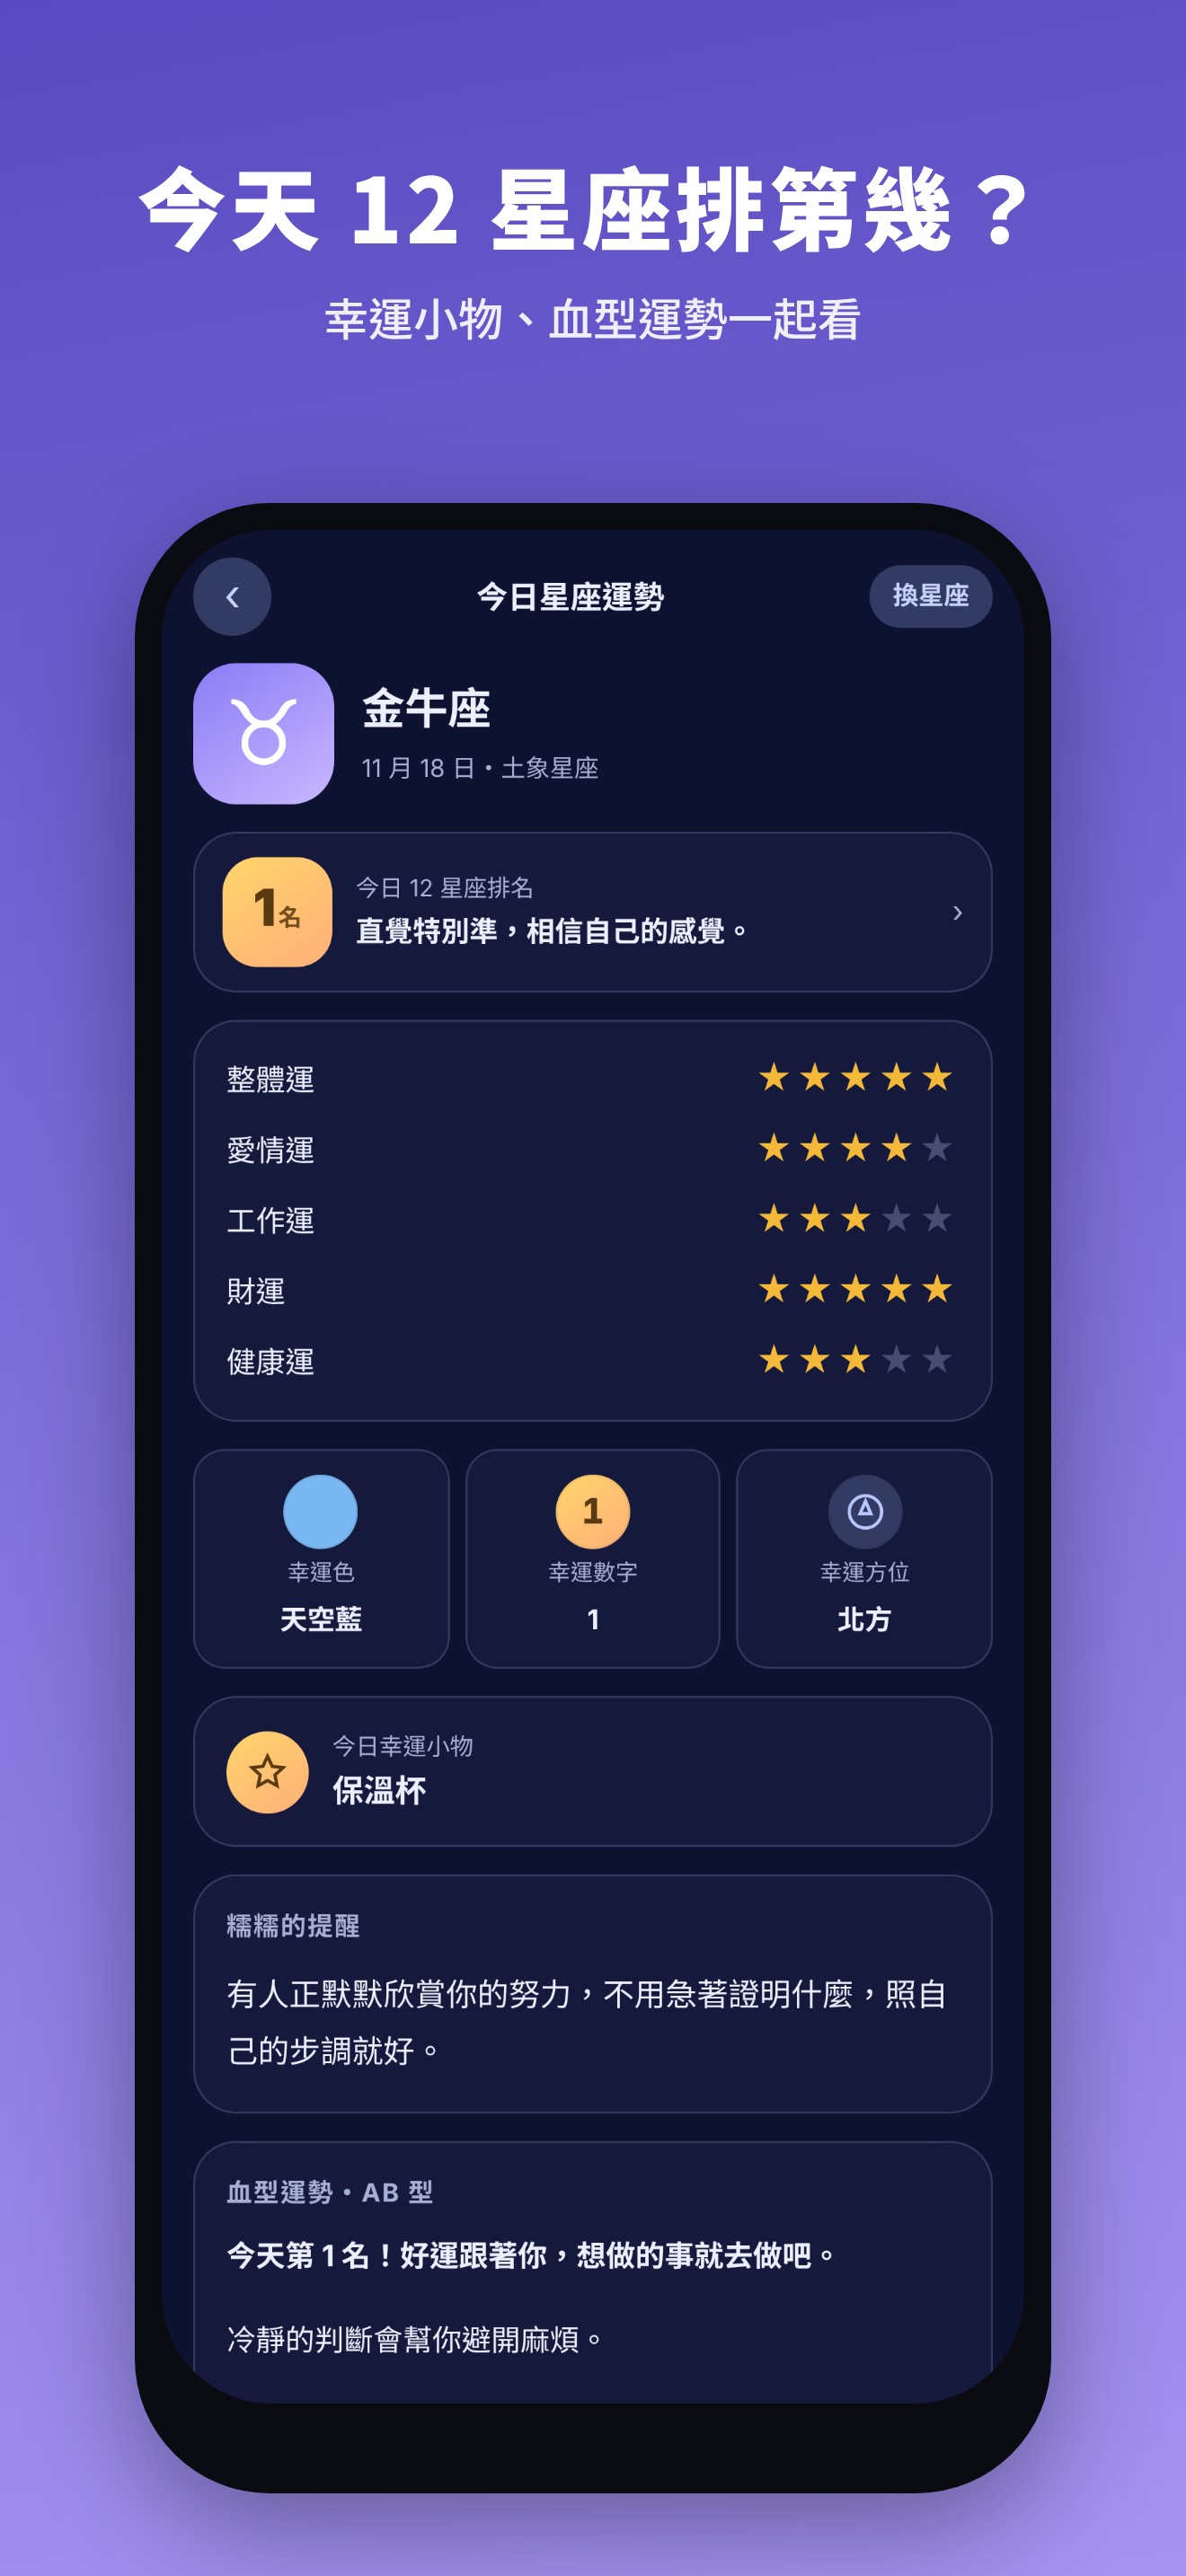 今天 12 星座排第幾？
幸運小物、血型運勢一起看
今日星座運勢
換星座
金牛座
11 月 18 日・土象星座
1名
今日 12 星座排名
直覺特別準，相信自己的感覺。
整體運 ★★★★★
愛情運 ★★★★★
工作運 ★★★★★
財運 ★★★★★
健康運 ★★★★★
1
幸運色
幸運數字
幸運方位
天空藍
1
北方
今日幸運小物
保溫杯
糯糯的提醒
有人正默默欣賞你的努力，不用急著證明什麼，照自
己的步調就好。
血型運勢・AB 型
今天第 1 名！好運跟著你，想做的事就去做吧。
冷靜的判斷會幫你避開麻煩。